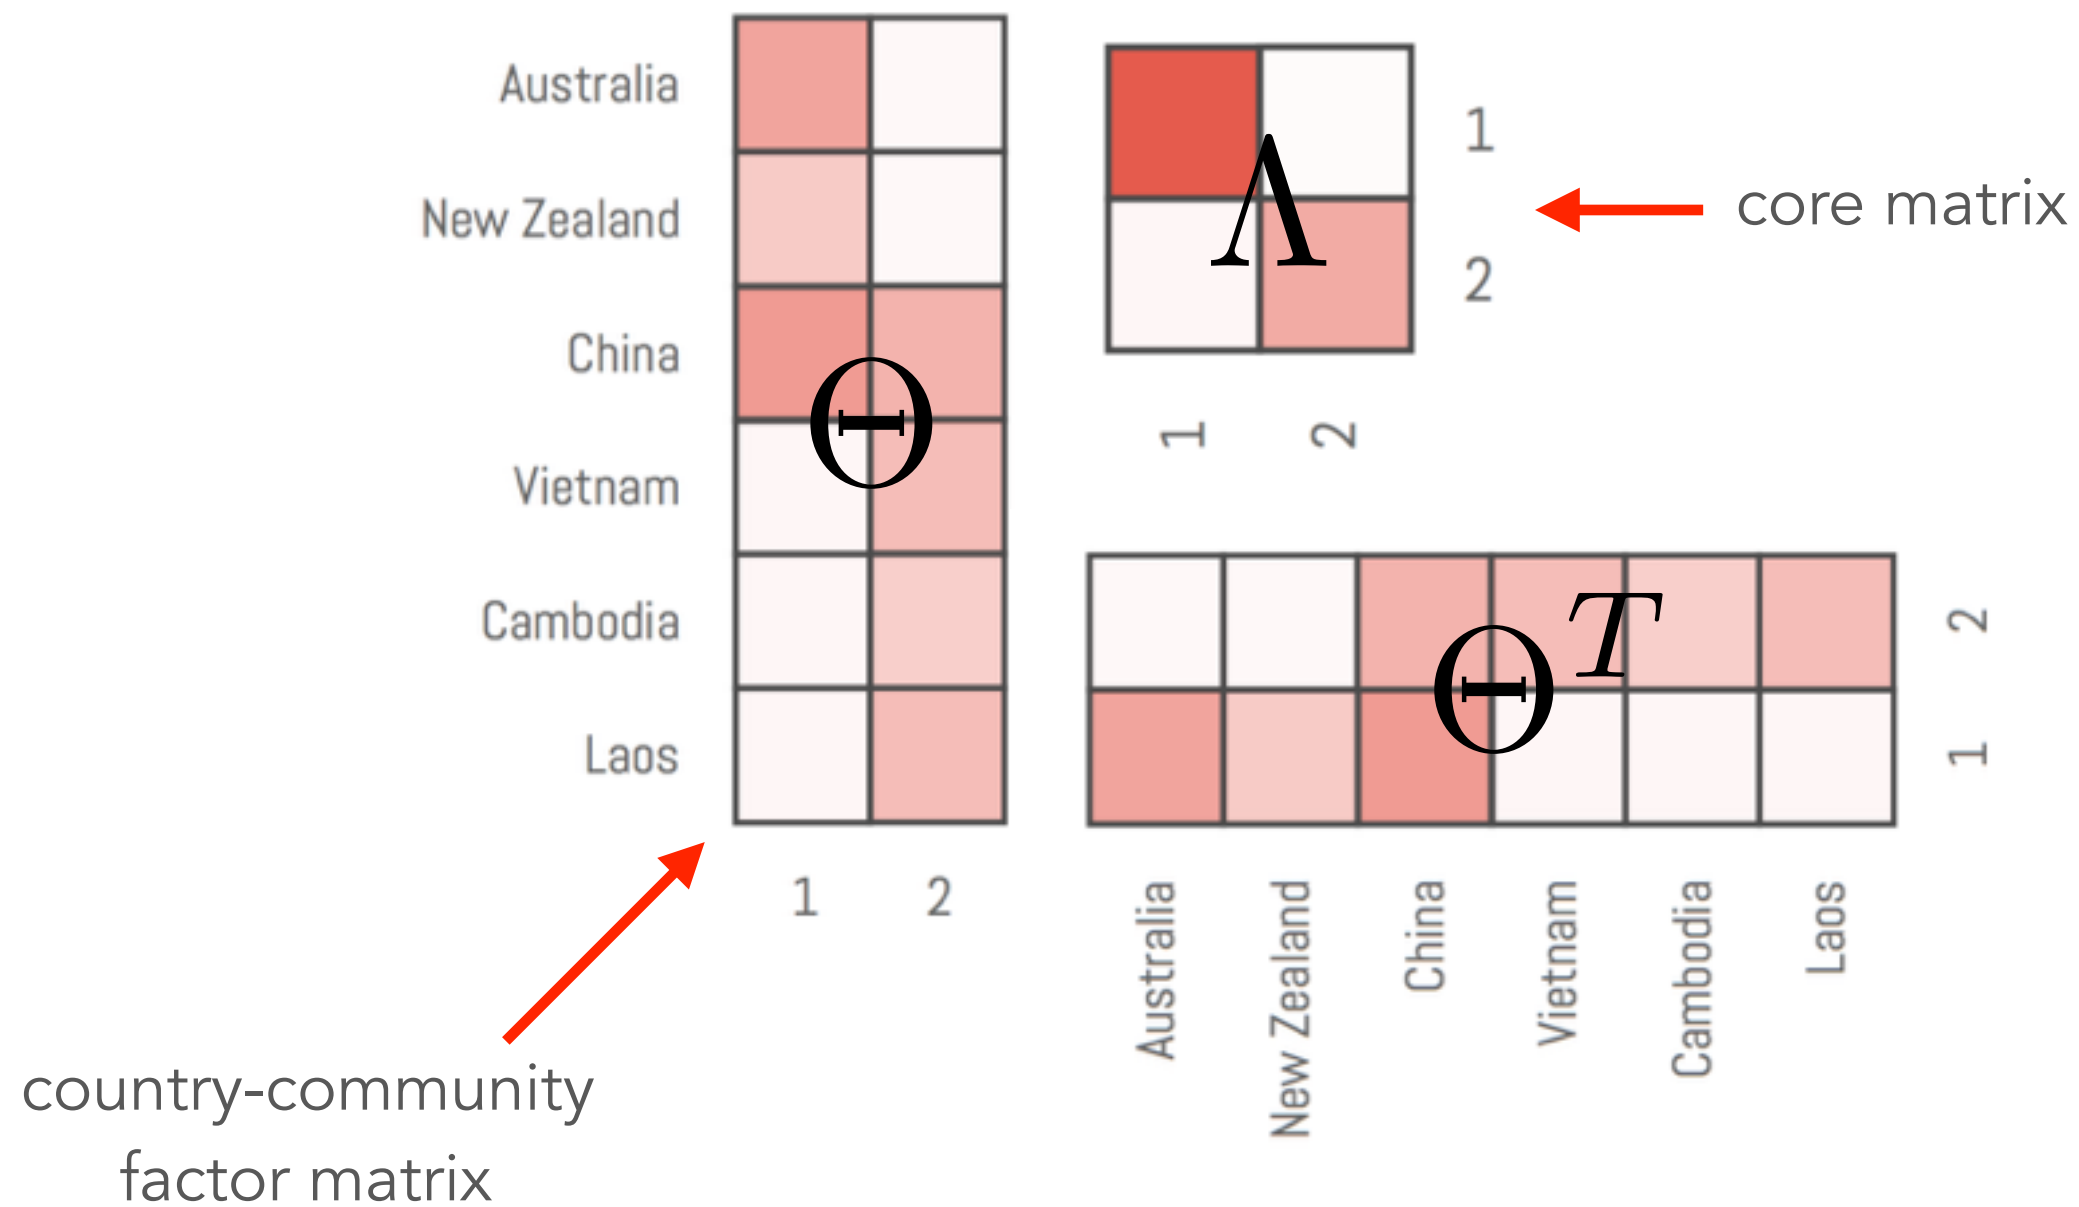 Australia
New Zealand
China
Vietnam
Cambodia
Laos
Θ
1 2
country-community
factor matrix
Λ
1
2
1 2
core matrix
Θ^T
2
1
Australia
New Zealand
China
Vietnam
Cambodia
Laos